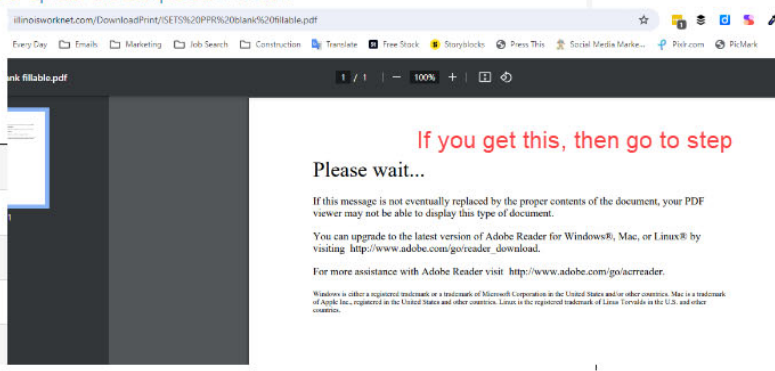 illinoisworknet.com/DownloadPrint/ISETS%20PPR%20blank%20fillable.pdf
Every Day Emails Marketing Job Search Construction Translate Free Stock Storyblocks Press This Social Media Marke... Pixlr.com PicMark
nk fillable.pdf 1 / 1 | − 100% + |
If you get this, then go to step
Please wait...
If this message is not eventually replaced by the proper contents of the document, your PDF
viewer may not be able to display this type of document.
You can upgrade to the latest version of Adobe Reader for Windows®, Mac, or Linux® by
visiting http://www.adobe.com/go/reader_download.
For more assistance with Adobe Reader visit http://www.adobe.com/go/acrreader.
Windows is either a registered trademark or a trademark of Microsoft Corporation in the United States and/or other countries. Mac is a trademark
of Apple Inc., registered in the United States and other countries. Linux is the registered trademark of Linus Torvalds in the U.S. and other
countries.
1